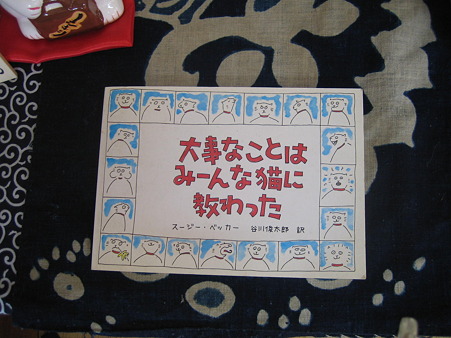 大事なことは
みーんな猫に
教わった
スージー・ベッカー　谷川俊太郎 訳